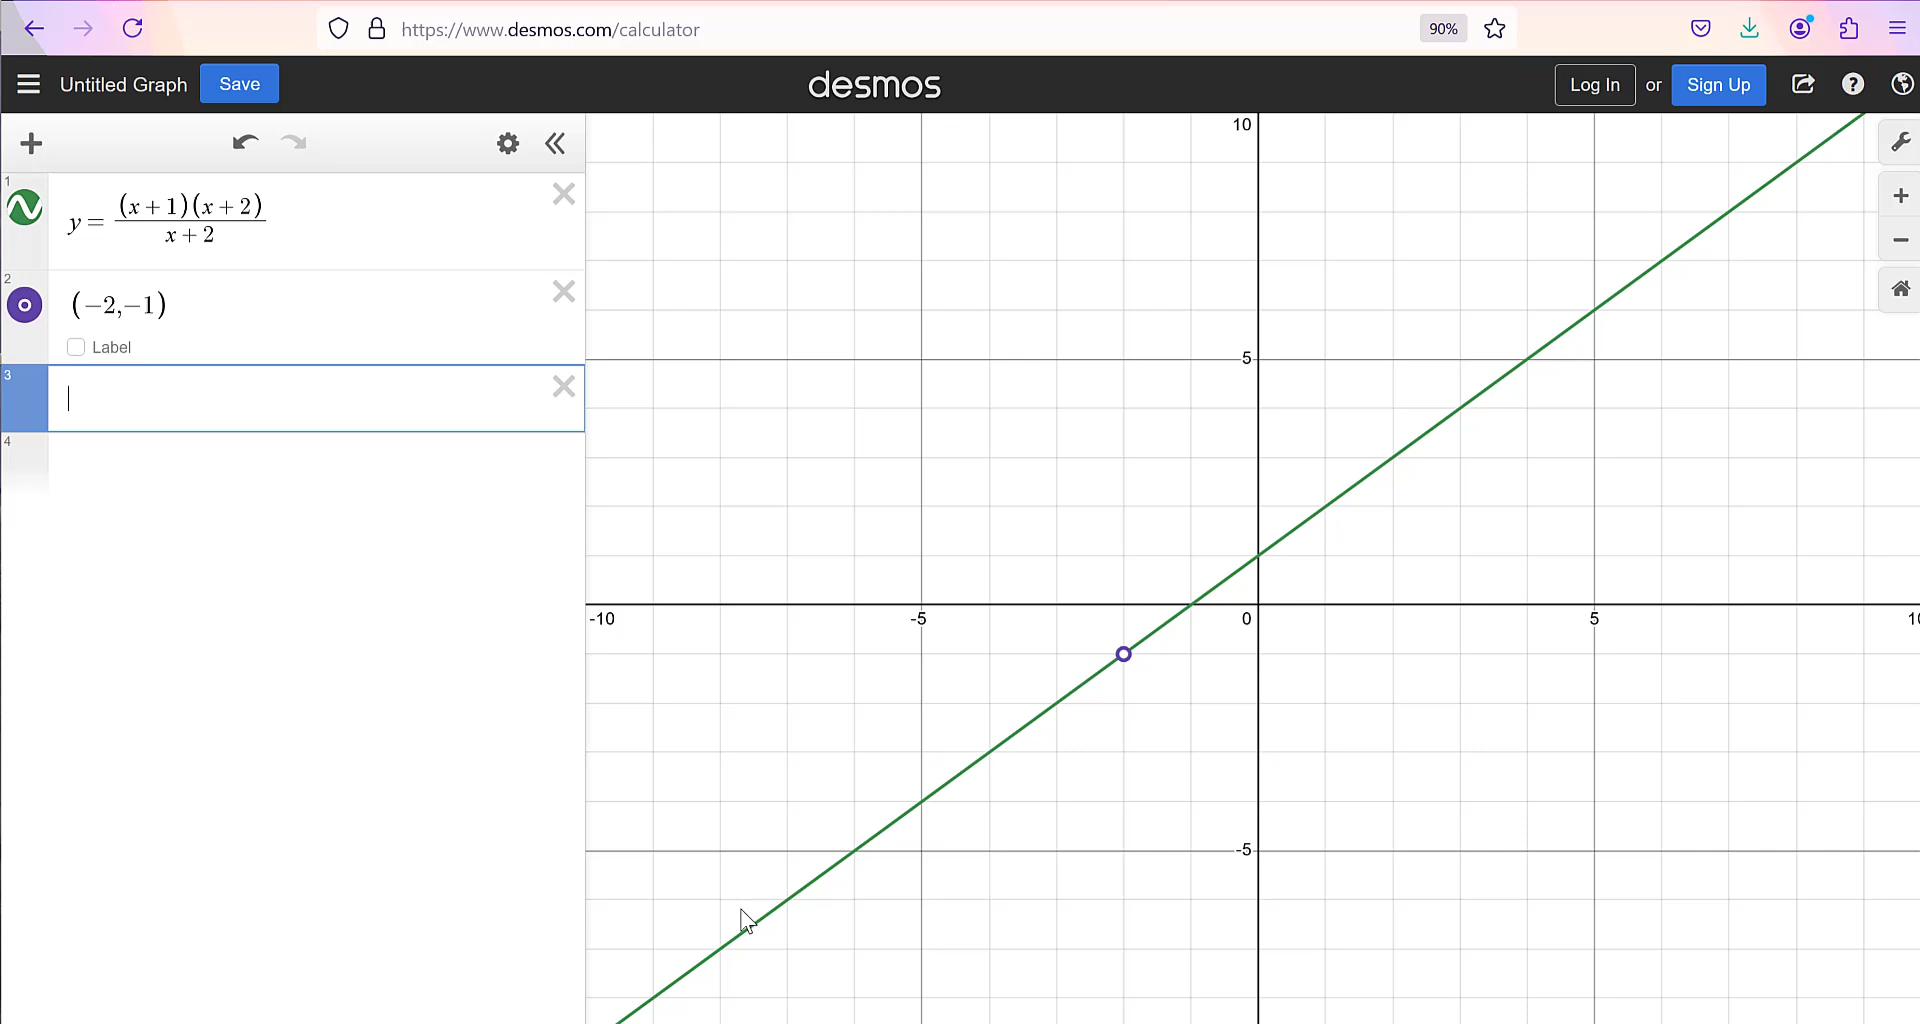 https://www.desmos.com/calculator
90%
Untitled Graph Save desmos Log In or Sign Up
1
y = (x+1)(x+2)/x+2
2
(−2,−1)
Label
3
4
10
5
-10 -5 0 5 10
-5